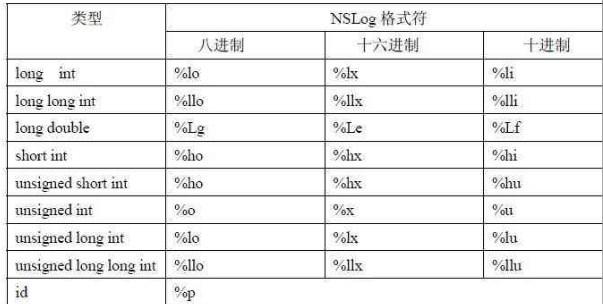 类型 NSLog 格式符
八进制 十六进制 十进制
long int %lo %lx %li
long long int %llo %llx %lli
long double %Lg %Le %Lf
short int %ho %hx %hi
unsigned short int %ho %hx %hu
unsigned int %o %x %u
unsigned long int %lo %lx %lu
unsigned long long int %llo %llx %llu
id %p